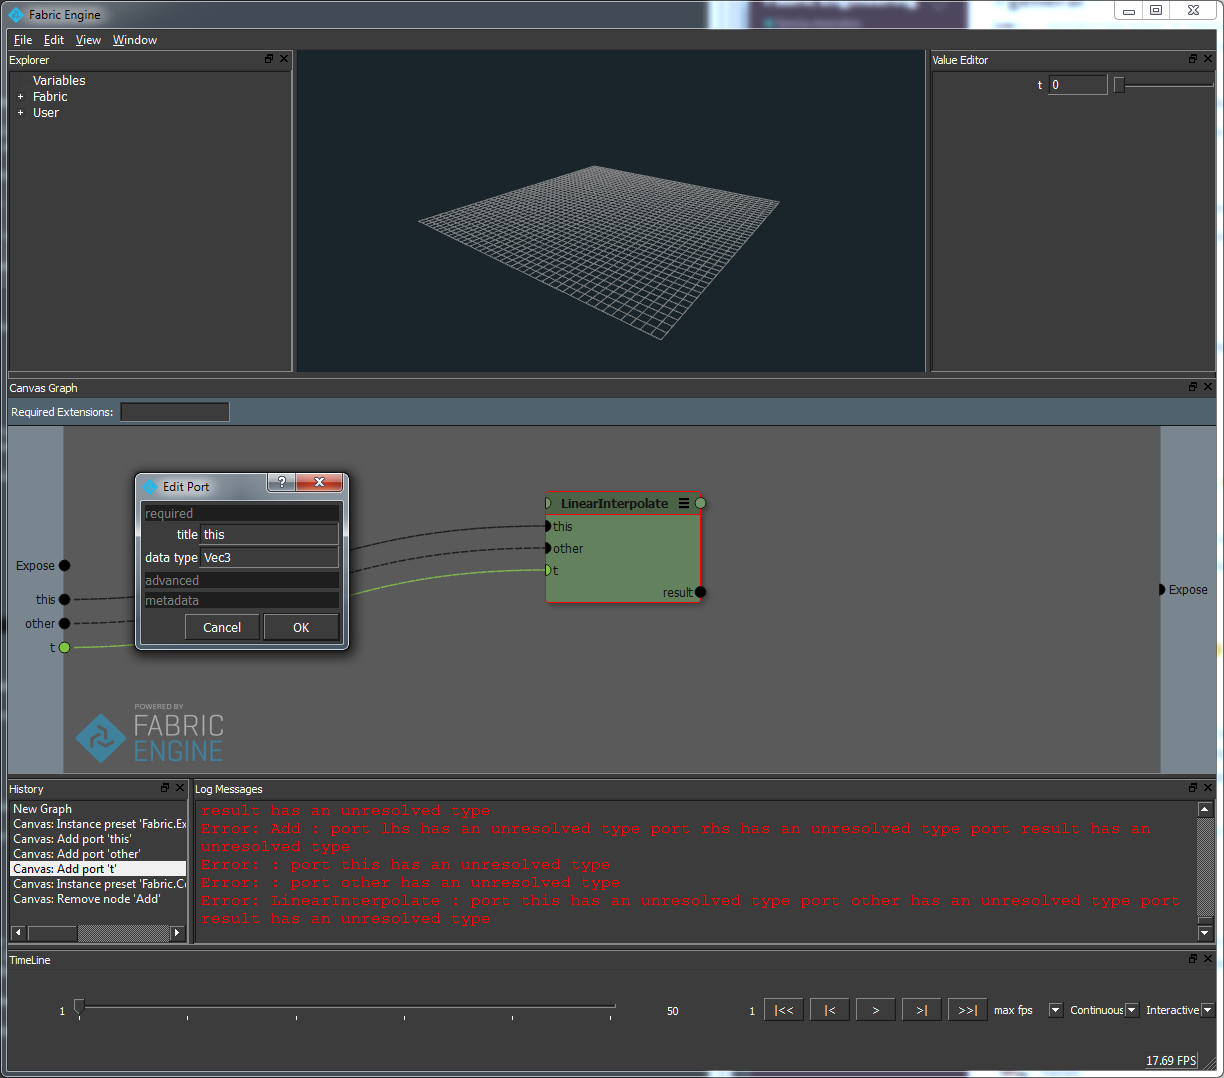 Fabric Engine
File Edit View Window
Explorer
Variables
+ Fabric
+ User
Value Editor
t 0
Canvas Graph
Required Extensions:
Edit Port
?
required
title this
data type Vec3
advanced
metadata
Cancel OK
Expose
this
other
t
LinearInterpolate
this
other
t
result
Expose
POWERED BY
FABRIC
ENGINE
History
New Graph
Canvas: Instance preset 'Fabric.Ex
Canvas: Add port 'this'
Canvas: Add port 'other'
Canvas: Add port 't'
Canvas: Instance preset 'Fabric.Co
Canvas: Remove node 'Add'
Log Messages
result has an unresolved type
Error: Add : port lhs has an unresolved type port rhs has an unresolved type port result has an
unresolved type
Error: : port this has an unresolved type
Error: : port other has an unresolved type
Error: LinearInterpolate : port this has an unresolved type port other has an unresolved type port
result has an unresolved type
TimeLine
1 50 1 |<< |< > >| >>| max fps Continuous Interactive
17.69 FPS